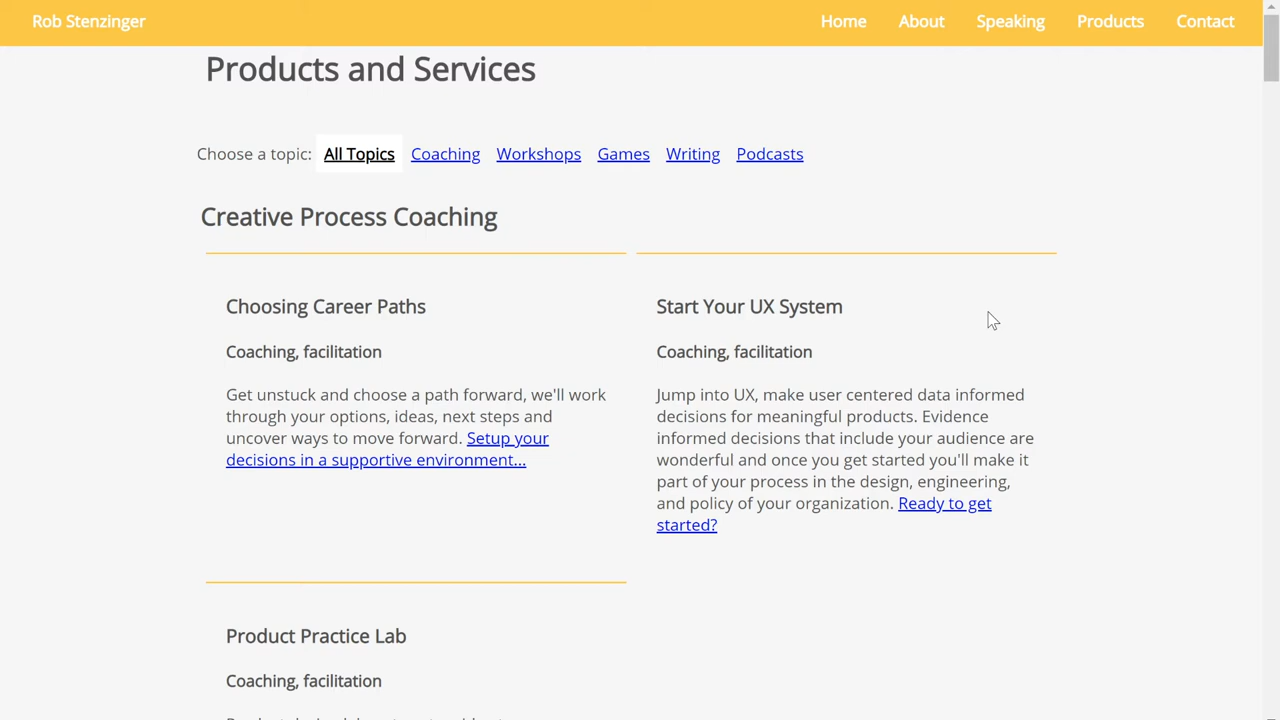 Rob Stenzinger
Home About Speaking Products Contact
Products and Services
Choose a topic: All Topics Coaching Workshops Games Writing Podcasts
Creative Process Coaching
Choosing Career Paths
Coaching, facilitation
Get unstuck and choose a path forward, we'll work
through your options, ideas, next steps and
uncover ways to move forward. Setup your
decisions in a supportive environment...
Start Your UX System
Coaching, facilitation
Jump into UX, make user centered data informed
decisions for meaningful products. Evidence
informed decisions that include your audience are
wonderful and once you get started you'll make it
part of your process in the design, engineering,
and policy of your organization. Ready to get
started?
Product Practice Lab
Coaching, facilitation